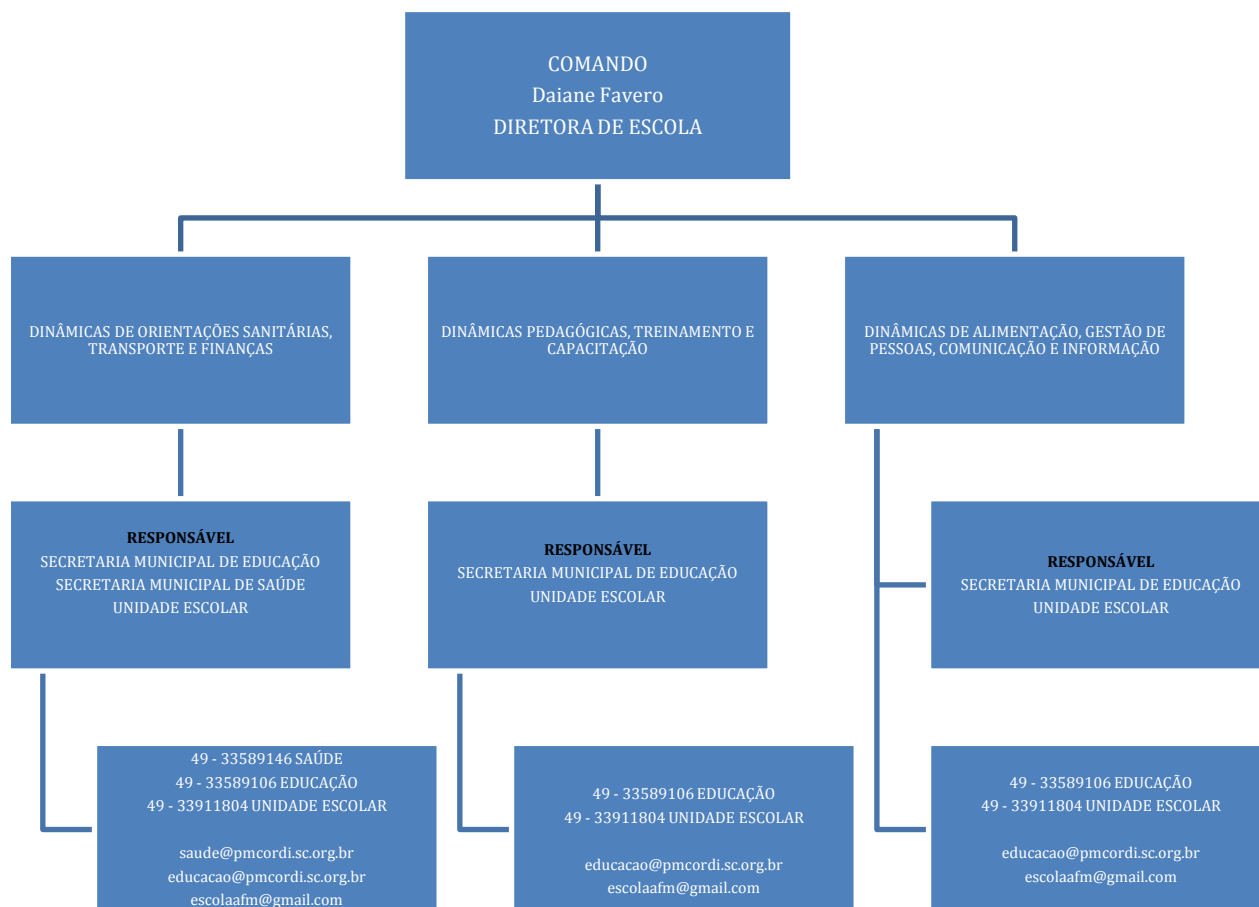 COMANDO
Daiane Favero
DIRETORA DE ESCOLA
DINÂMICAS DE ORIENTAÇÕES SANITÁRIAS,
TRANSPORTE E FINANÇAS
DINÂMICAS PEDAGÓGICAS, TREINAMENTO E
CAPACITAÇÃO
DINÂMICAS DE ALIMENTAÇÃO, GESTÃO DE
PESSOAS, COMUNICAÇÃO E INFORMAÇÃO
RESPONSÁVEL
SECRETARIA MUNICIPAL DE EDUCAÇÃO
SECRETARIA MUNICIPAL DE SAÚDE
UNIDADE ESCOLAR
RESPONSÁVEL
SECRETARIA MUNICIPAL DE EDUCAÇÃO
UNIDADE ESCOLAR
RESPONSÁVEL
SECRETARIA MUNICIPAL DE EDUCAÇÃO
UNIDADE ESCOLAR
49 - 33589146 SAÚDE
49 - 33589106 EDUCAÇÃO
49 - 33911804 UNIDADE ESCOLAR
saude@pmcordi.sc.org.br
educacao@pmcordi.sc.org.br
escolaafm@gmail.com
49 - 33589106 EDUCAÇÃO
49 - 33911804 UNIDADE ESCOLAR
educacao@pmcordi.sc.org.br
escolaafm@gmail.com
49 - 33589106 EDUCAÇÃO
49 - 33911804 UNIDADE ESCOLAR
educacao@pmcordi.sc.org.br
escolaafm@gmail.com